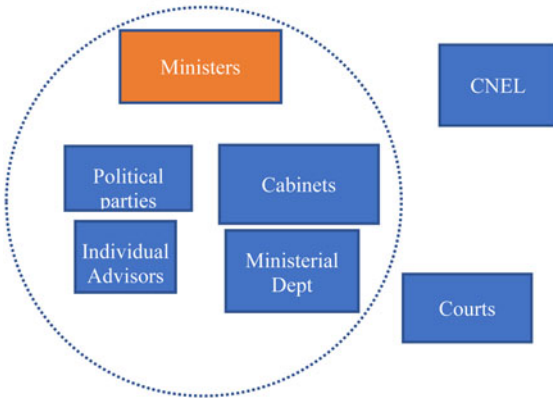 Ministers
CNEL
Political
parties
Cabinets
Individual
Advisors
Ministerial
Dept
Courts